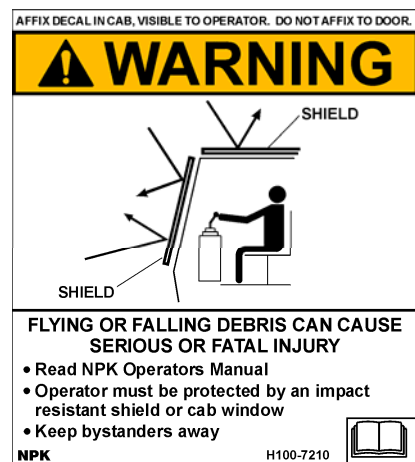 AFFIX DECAL IN CAB, VISIBLE TO OPERATOR. DO NOT AFFIX TO DOOR.
WARNING
SHIELD
SHIELD
FLYING OR FALLING DEBRIS CAN CAUSE
SERIOUS OR FATAL INJURY
• Read NPK Operators Manual
• Operator must be protected by an impact
resistant shield or cab window
• Keep bystanders away
NPK H100-7210